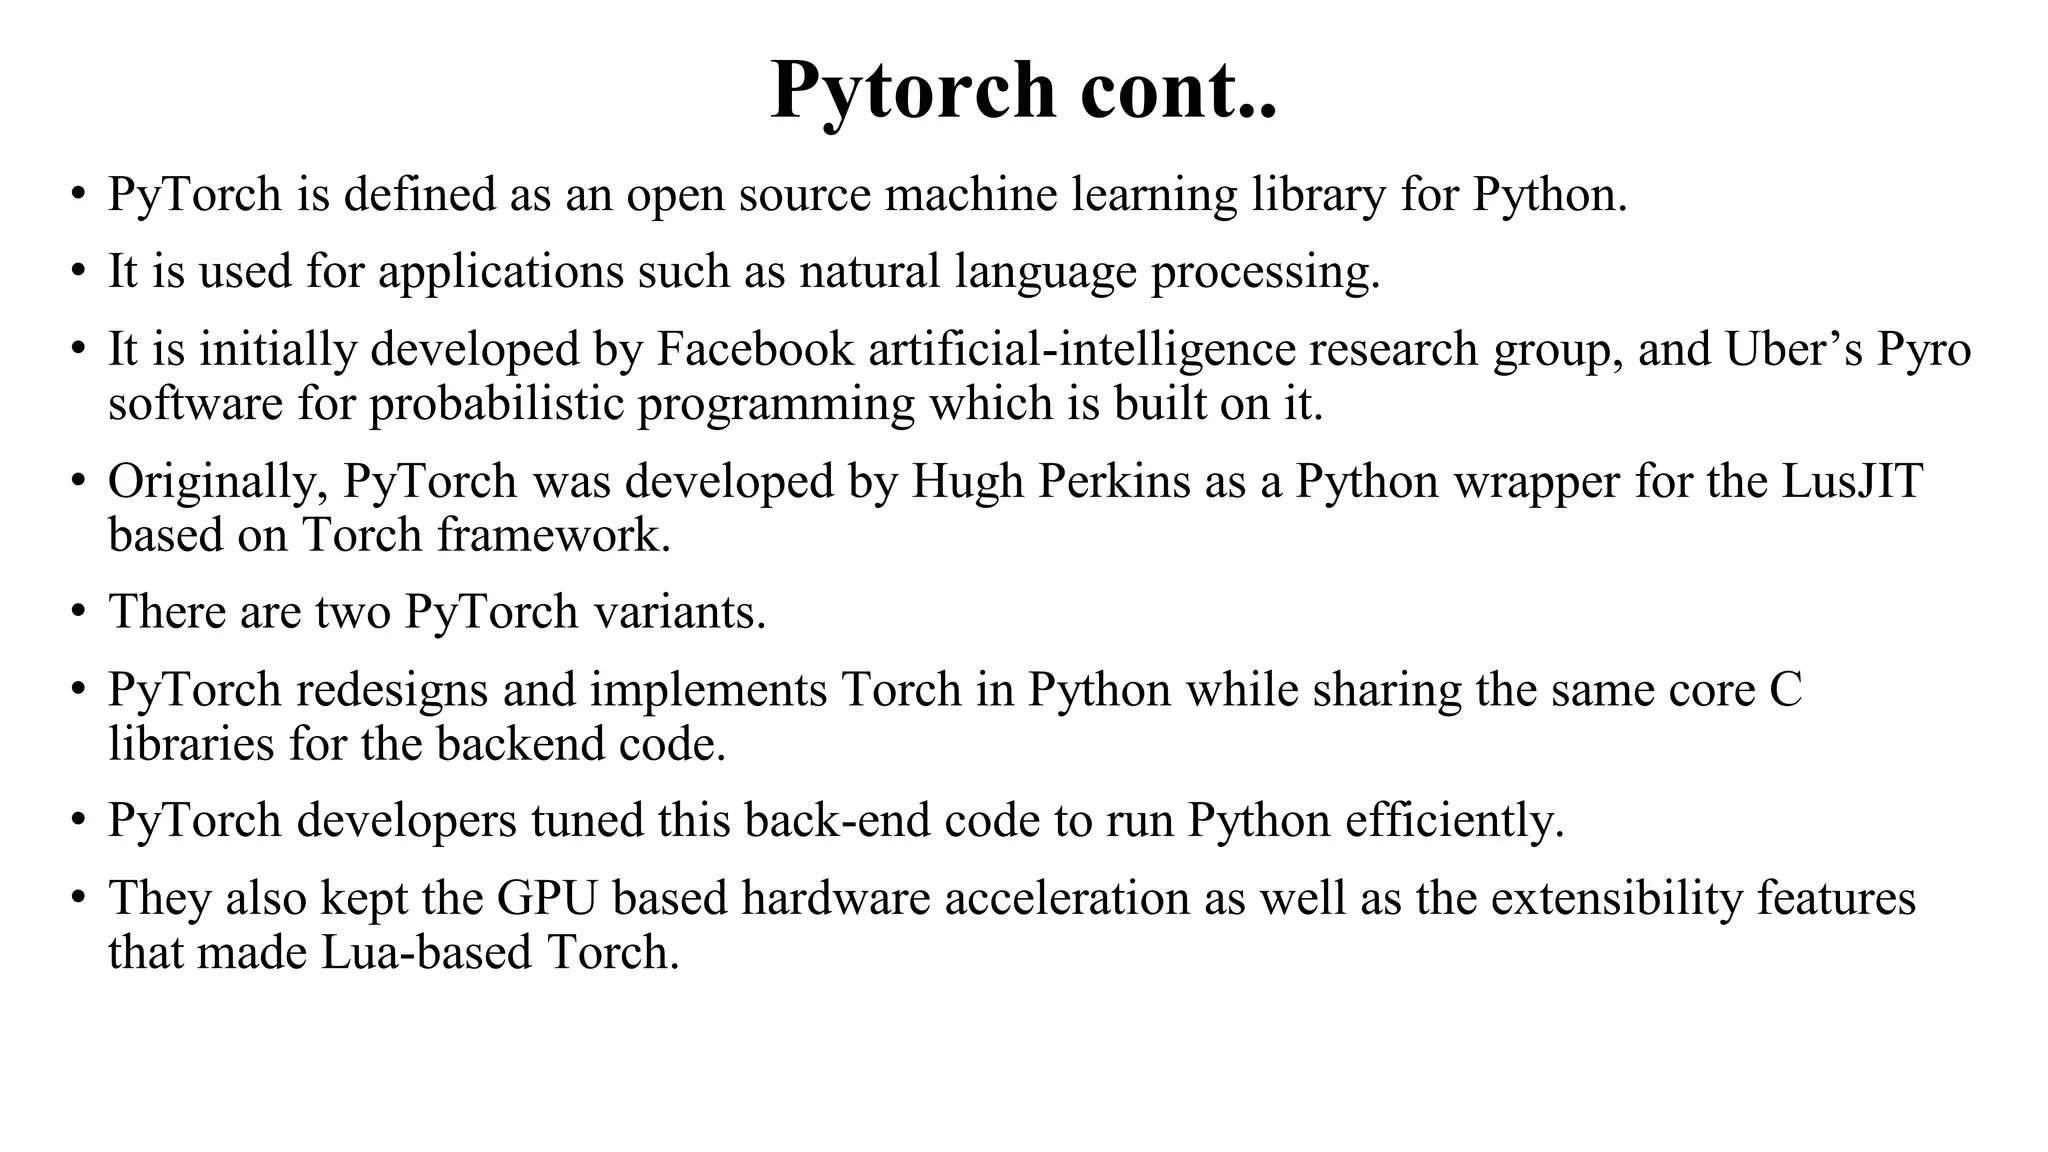 Pytorch cont..
• PyTorch is defined as an open source machine learning library for Python.
• It is used for applications such as natural language processing.
• It is initially developed by Facebook artificial-intelligence research group, and Uber’s Pyro
software for probabilistic programming which is built on it.
• Originally, PyTorch was developed by Hugh Perkins as a Python wrapper for the LusJIT
based on Torch framework.
• There are two PyTorch variants.
• PyTorch redesigns and implements Torch in Python while sharing the same core C
libraries for the backend code.
• PyTorch developers tuned this back-end code to run Python efficiently.
• They also kept the GPU based hardware acceleration as well as the extensibility features
that made Lua-based Torch.